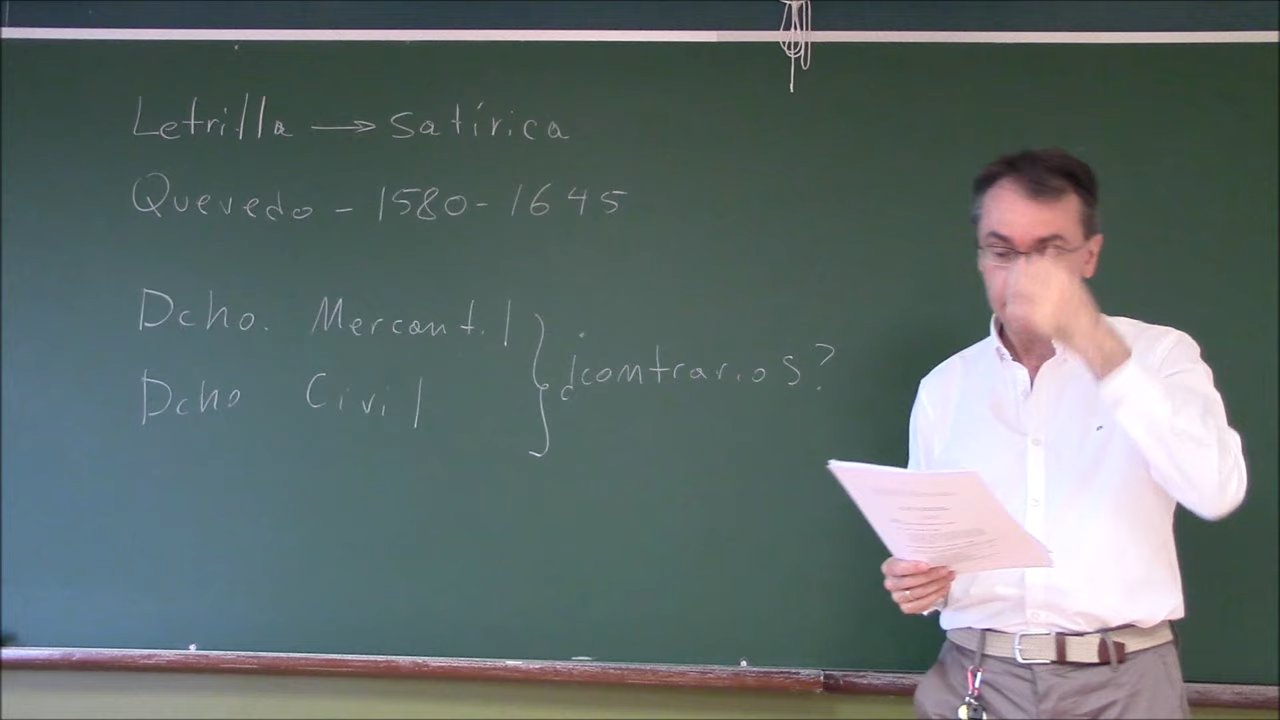 Letrilla → satírica
Quevedo - 1580-1645
Dcho. Mercantil
Dcho Civil
¿contrarios?